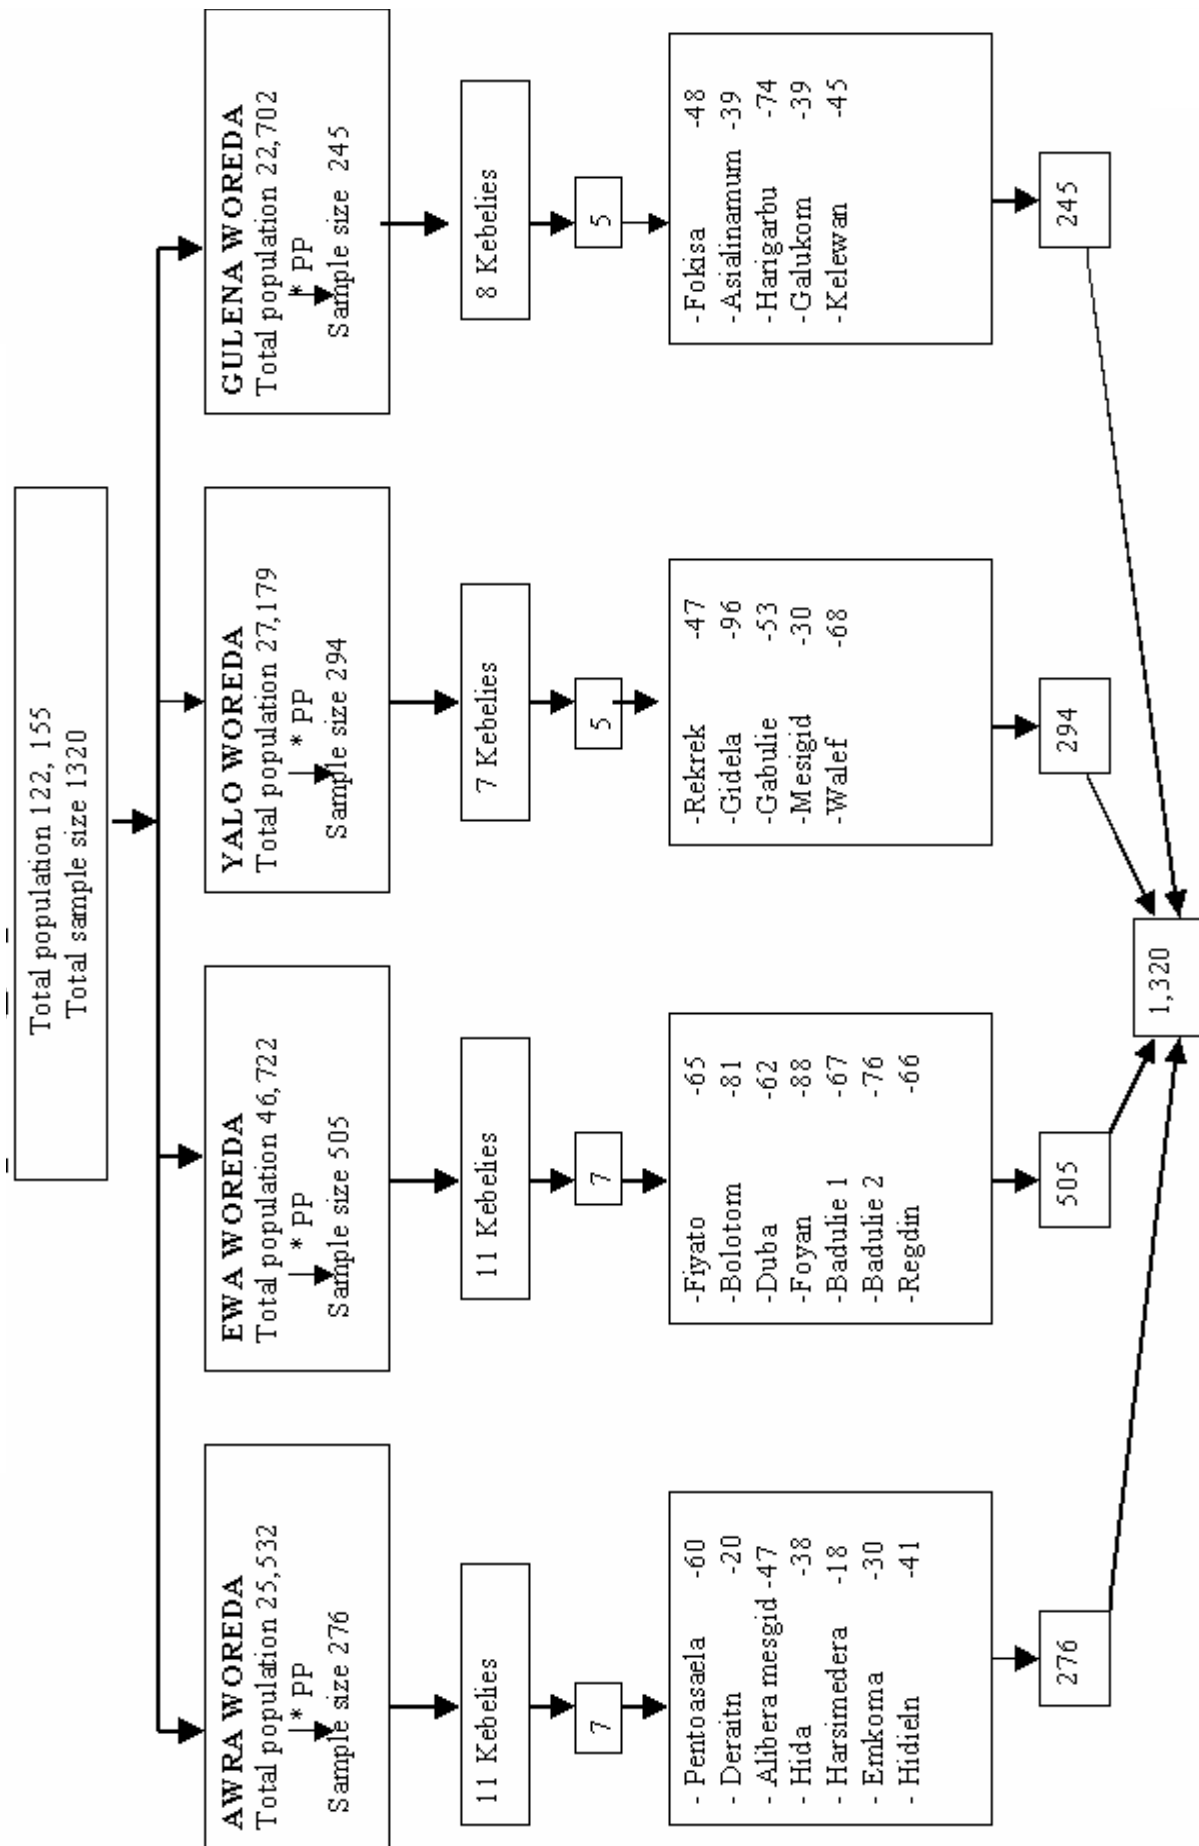 Total population 122, 155
Total sample size 1320
AWRA WOREDA
Total population 25,532
* PP
Sample size 276
11 Kebelies
7
- Pentoasaela -60
- Deraitn -20
- Alibera mesgid -47
- Hida -38
- Harsimedera -18
- Emkoma -30
- Hidieln -41
276
EWA WOREDA
Total population 46,722
* PP
Sample size 505
11 Kebelies
7
-Fiyato -65
-Bolotom -81
-Duba -62
-Foyan -88
-Badulie 1 -67
-Badulie 2 -76
-Regdin -66
505
YALO WOREDA
Total population 27,179
* PP
Sample size 294
7 Kebelies
5
-Rekrek -47
-Gidela -96
-Gabulie -53
-Mesigid -30
-Walef -68
294
GULENA WOREDA
Total population 22,702
* PP
Sample size 245
8 Kebelies
5
-Fokisa -48
-Asialinamum -39
-Harigarbu -74
-Galukom -39
-Kelewan -45
245
1,320